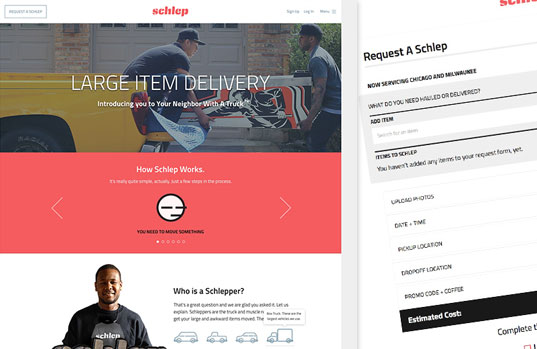 REQUEST A SCHLEP
schlep
Sign Up
Log In
Menu
LARGE ITEM DELIVERY
Introducing you to Your Neighbor With A Truck
How Schlep Works.
It's really quite simple, actually. Just a few steps in the process.
YOU NEED TO MOVE SOMETHING
Who is a Schlepper?
That's a great question and we are glad you asked it. Let us
explain. Schleppers are the truck and muscle
get your large and awkward items moved. The
Box Truck. These are the
largest vehicles we use
SCHLEP
Request A Schlep
NOW SERVICING CHICAGO AND MILWAUKEE
WHAT DO YOU NEED HAULED OR DELIVERED?
ADD ITEM
Search for an item
ITEMS TO SCHLEP
You haven't added any items to your request form, yet.
UPLOAD PHOTOS
DATE + TIME
PICKUP LOCATION
DROPOFF LOCATION
PROMO CODE + COFFEE
Estimated Cost:
Complete